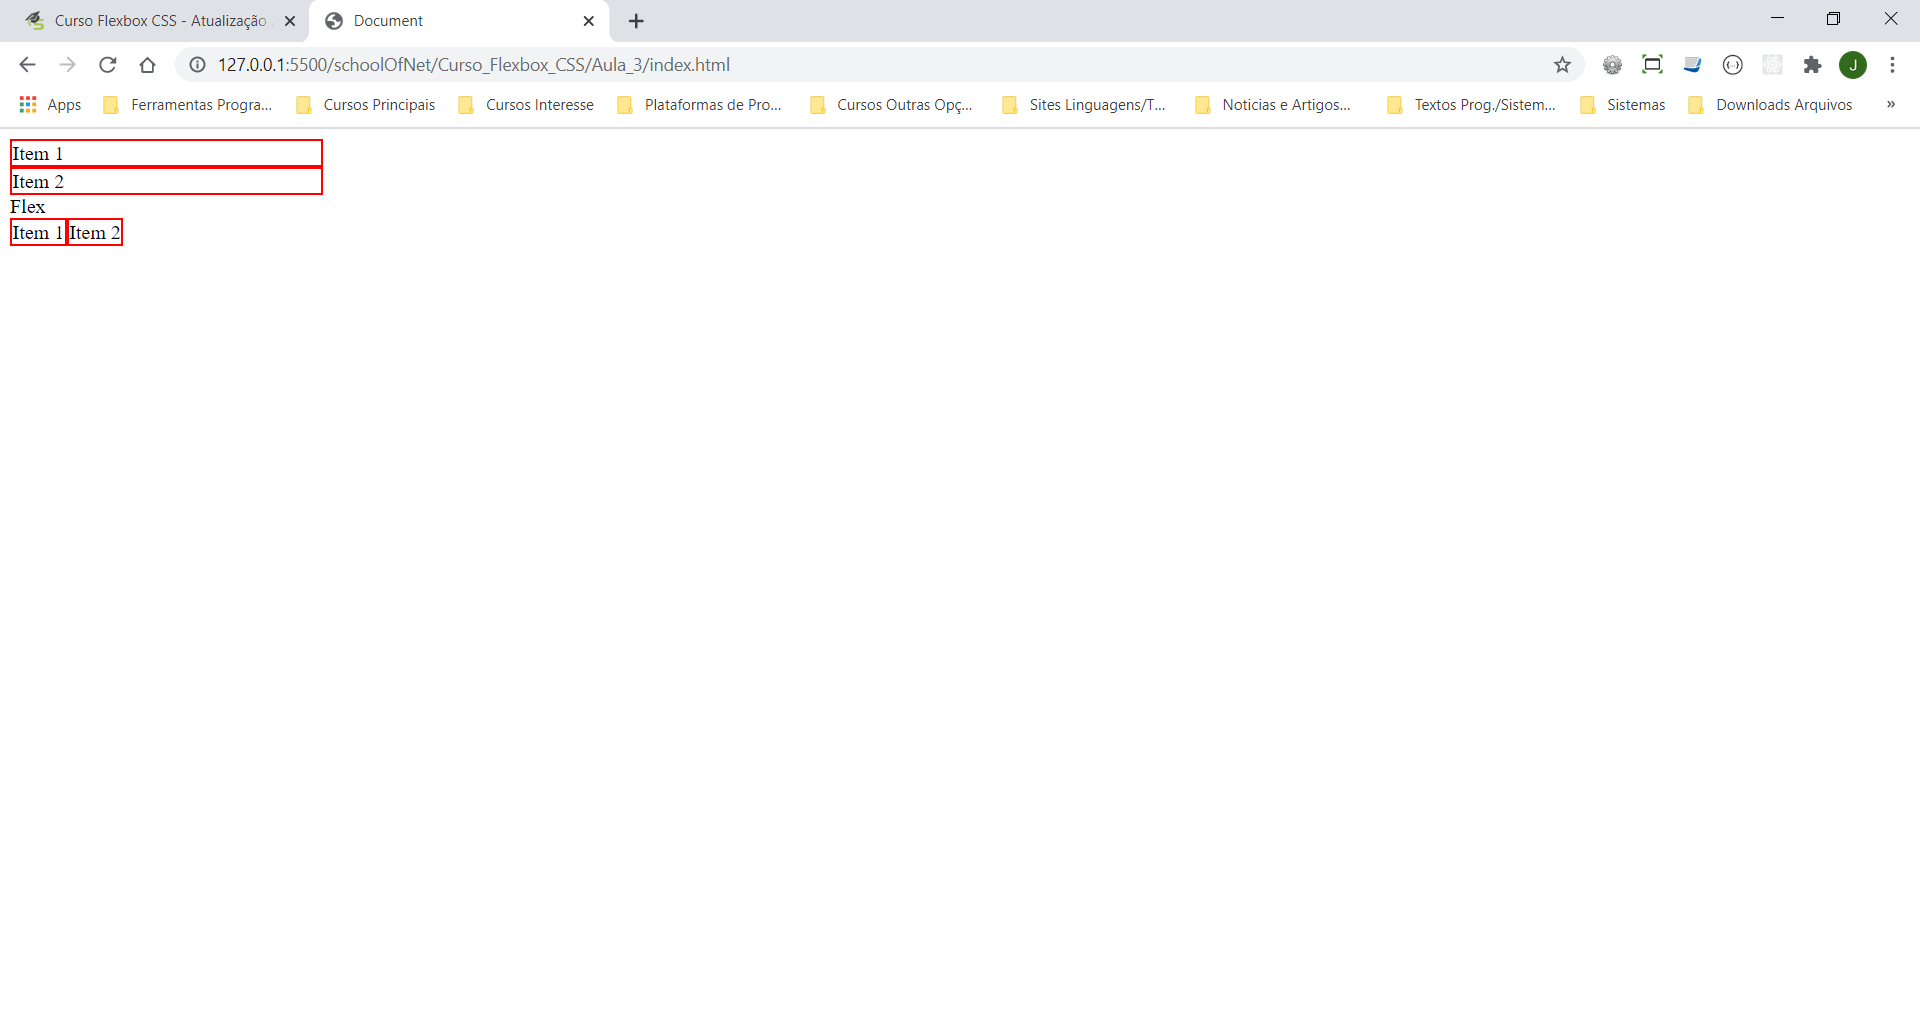 Curso Flexbox CSS - Atualização
Document
127.0.0.1:5500/schoolOfNet/Curso_Flexbox_CSS/Aula_3/index.html
J
Apps Ferramentas Progra... Cursos Principais Cursos Interesse Plataformas de Pro... Cursos Outras Opç... Sites Linguagens/T... Noticias e Artigos... Textos Prog./Sistem... Sistemas Downloads Arquivos »
Item 1
Item 2
Flex
Item 1 Item 2